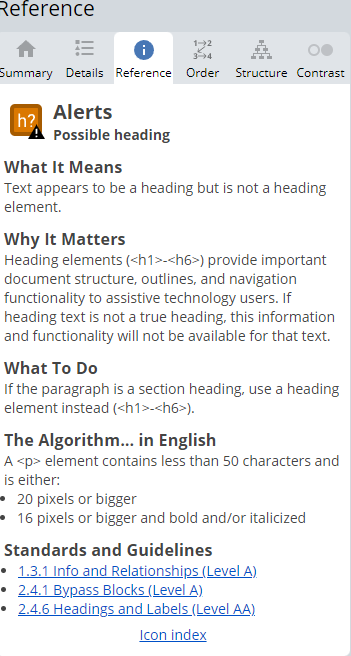 Reference
Summary Details Reference Order Structure Contrast
1→2
3→4
h?
Alerts
Possible heading
What It Means
Text appears to be a heading but is not a heading
element.
Why It Matters
Heading elements (<h1>-<h6>) provide important
document structure, outlines, and navigation
functionality to assistive technology users. If
heading text is not a true heading, this information
and functionality will not be available for that text.
What To Do
If the paragraph is a section heading, use a heading
element instead (<h1>-<h6>).
The Algorithm... in English
A <p> element contains less than 50 characters and
is either:
• 20 pixels or bigger
• 16 pixels or bigger and bold and/or italicized
Standards and Guidelines
• 1.3.1 Info and Relationships (Level A)
• 2.4.1 Bypass Blocks (Level A)
• 2.4.6 Headings and Labels (Level AA)
Icon index